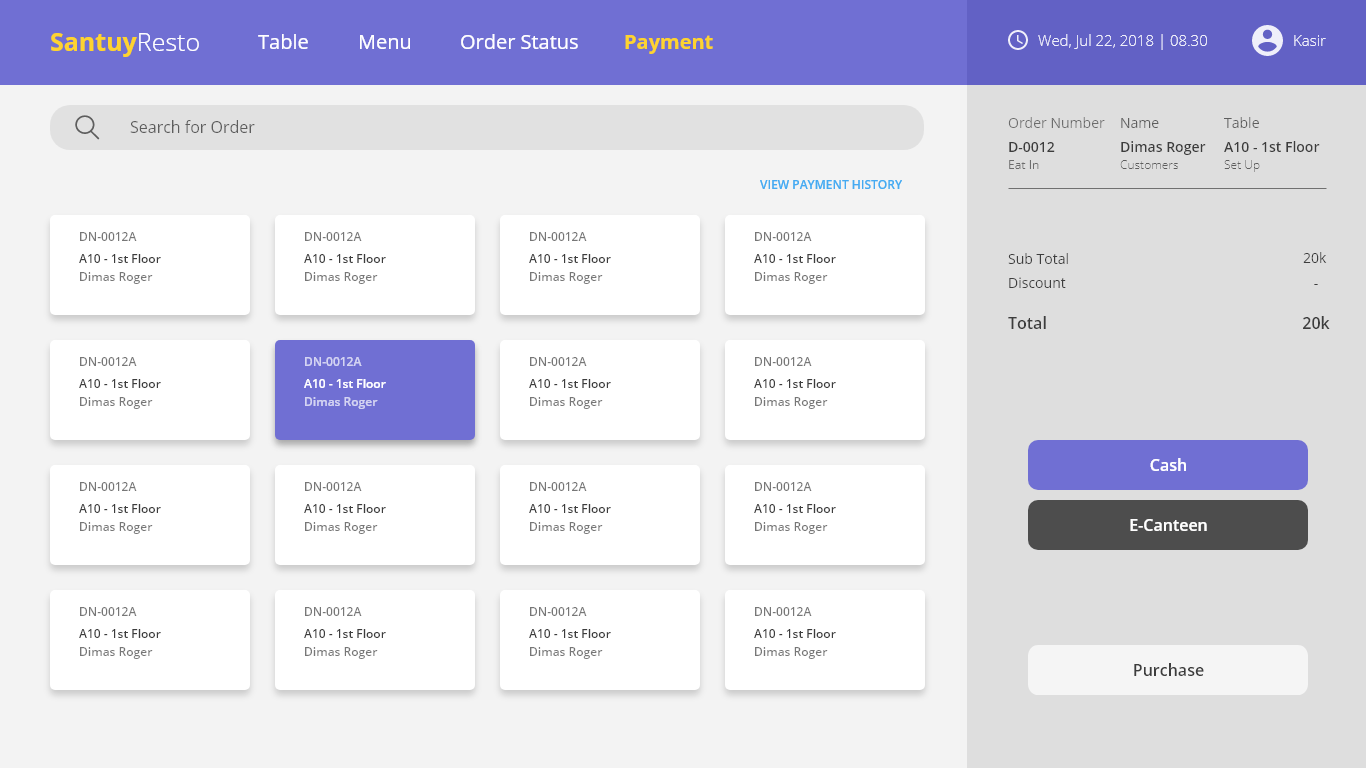 SantuyResto Table Menu Order Status Payment Wed, Jul 22, 2018 | 08.30 Kasir
Search for Order
VIEW PAYMENT HISTORY
DN-0012A DN-0012A DN-0012A DN-0012A
A10 - 1st Floor A10 - 1st Floor A10 - 1st Floor A10 - 1st Floor
Dimas Roger Dimas Roger Dimas Roger Dimas Roger
DN-0012A DN-0012A DN-0012A DN-0012A
A10 - 1st Floor A10 - 1st Floor A10 - 1st Floor A10 - 1st Floor
Dimas Roger Dimas Roger Dimas Roger Dimas Roger
DN-0012A DN-0012A DN-0012A DN-0012A
A10 - 1st Floor A10 - 1st Floor A10 - 1st Floor A10 - 1st Floor
Dimas Roger Dimas Roger Dimas Roger Dimas Roger
DN-0012A DN-0012A DN-0012A DN-0012A
A10 - 1st Floor A10 - 1st Floor A10 - 1st Floor A10 - 1st Floor
Dimas Roger Dimas Roger Dimas Roger Dimas Roger
Order Number Name Table
D-0012 Dimas Roger A10 - 1st Floor
Eat In Customers Set Up
Sub Total 20k
Discount -
Total 20k
Cash
E-Canteen
Purchase